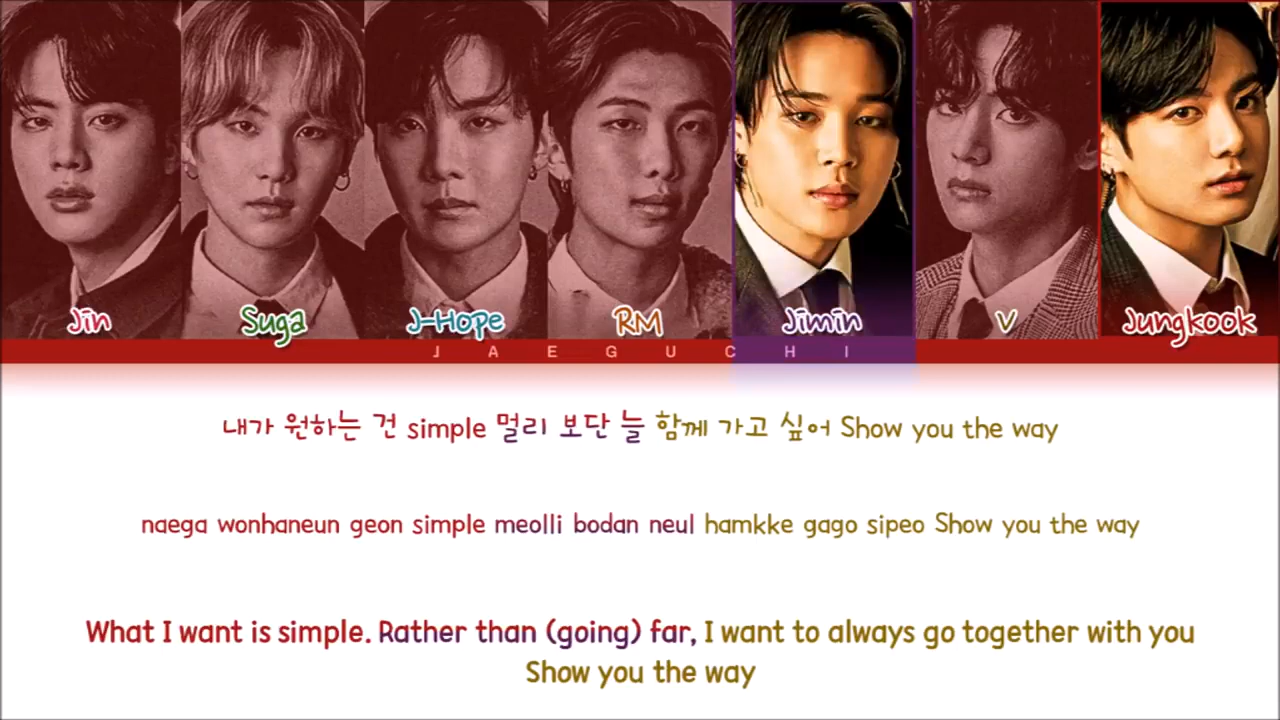 Jin Suga J-Hope RM Jimin V Jungkook
JAEGUCHI
내가 원하는 건 simple 멀리 보단 늘 함께 가고 싶어 Show you the way
naega wonhaneun geon simple meolli bodan neul hamkke gago sipeo Show you the way
What I want is simple. Rather than (going) far, I want to always go together with you
Show you the way